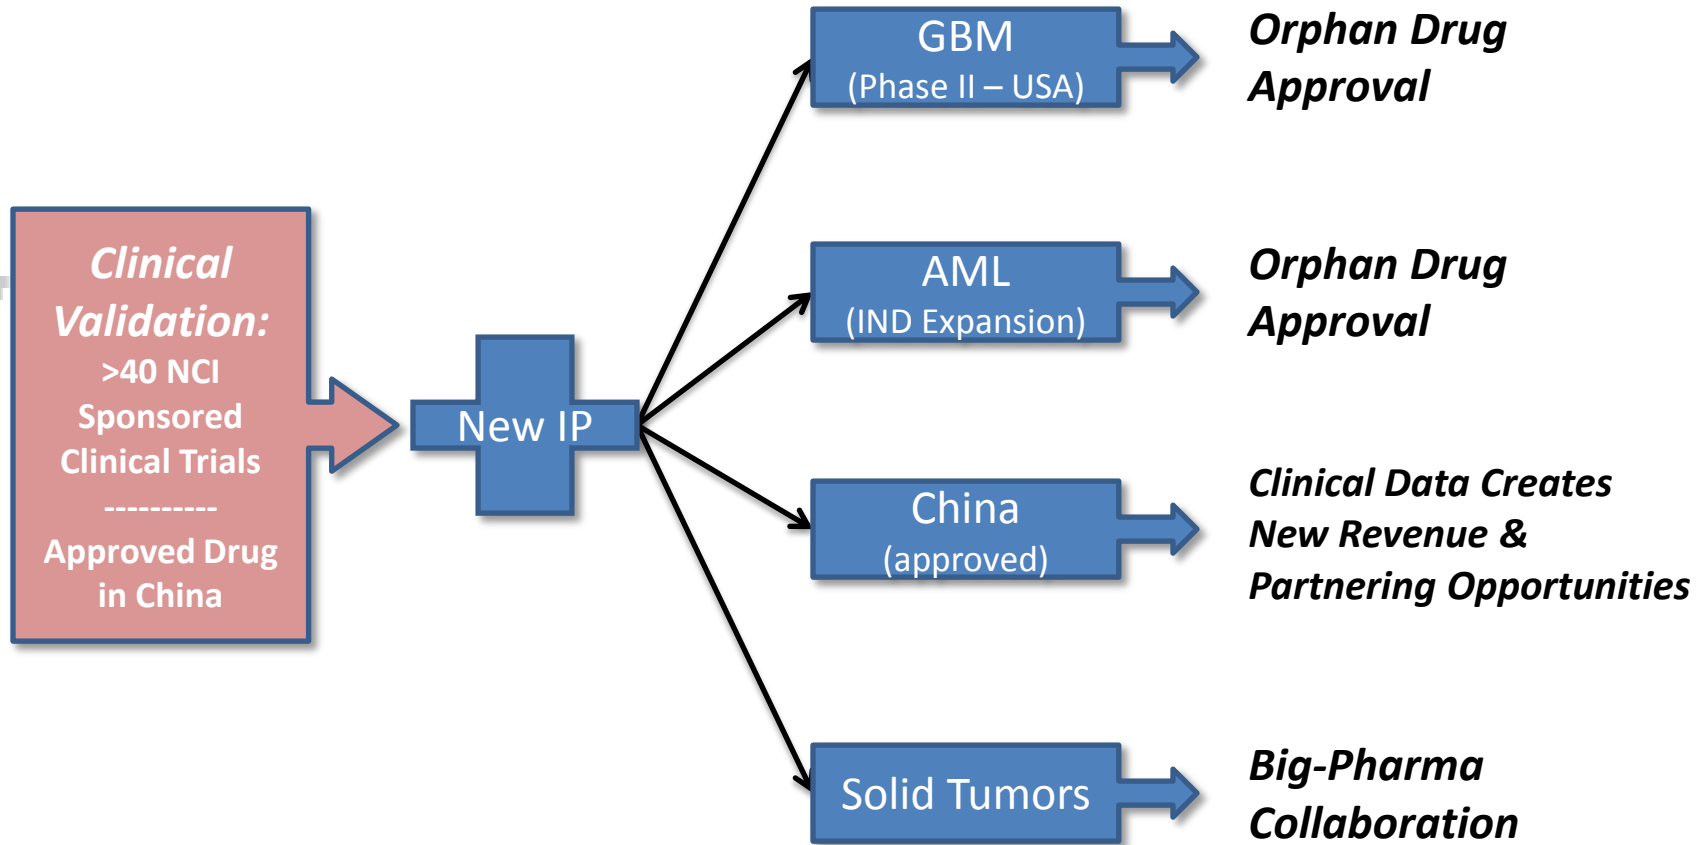 Clinical
Validation:
>40 NCI
Sponsored
Clinical Trials
----------
Approved Drug
in China
New IP
GBM
(Phase II – USA)
Orphan Drug
Approval
AML
(IND Expansion)
Orphan Drug
Approval
China
(approved)
Clinical Data Creates
New Revenue &
Partnering Opportunities
Solid Tumors
Big-Pharma
Collaboration